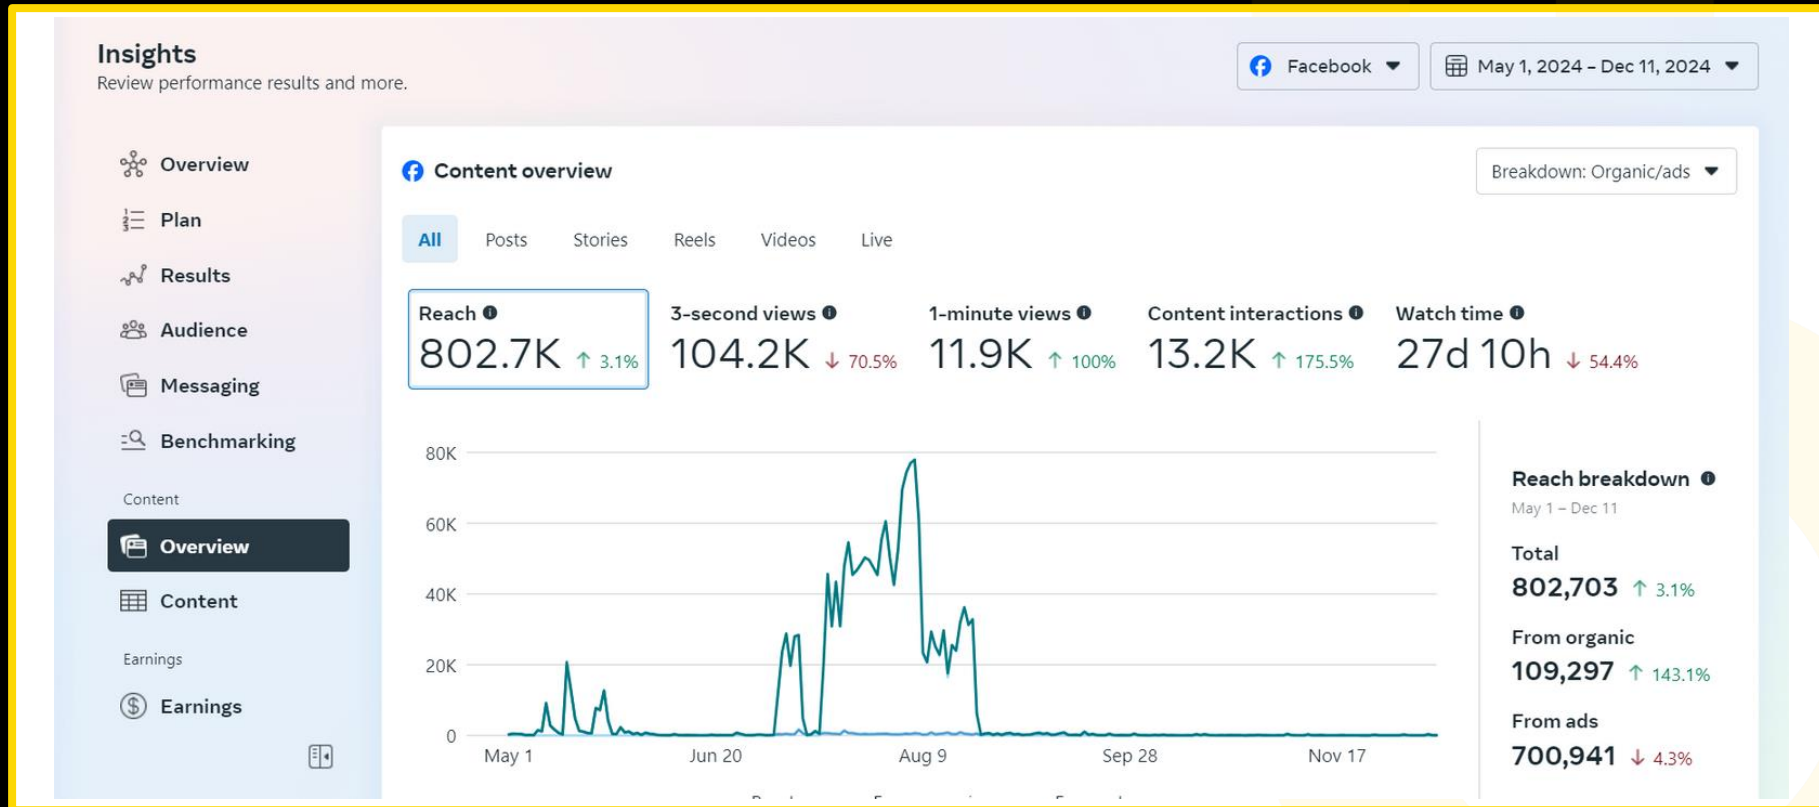 Insights
Review performance results and more.
Facebook
May 1, 2024 – Dec 11, 2024
Overview
Plan
Results
Audience
Messaging
Benchmarking
Content
Overview
Content
Earnings
Earnings
Content overview
Breakdown: Organic/ads
All Posts Stories Reels Videos Live
Reach 3-second views 1-minute views Content interactions Watch time
802.7K ↑ 3.1% 104.2K ↓ 70.5% 11.9K ↑ 100% 13.2K ↑ 175.5% 27d 10h ↓ 54.4%
80K
60K
40K
20K
0
May 1 Jun 20 Aug 9 Sep 28 Nov 17
Reach breakdown
May 1 – Dec 11
Total
802,703 ↑ 3.1%
From organic
109,297 ↑ 143.1%
From ads
700,941 ↓ 4.3%